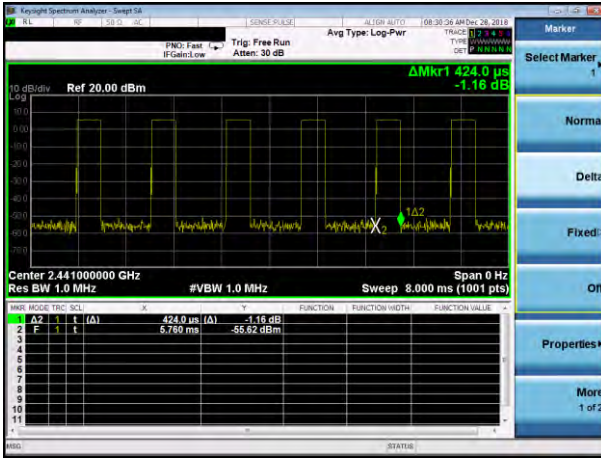 Keysight Spectrum Analyzer - Swept SA
RL RF 50 Ω AC SENSE:PULSE ALIGN AUTO 08:30:36 AM Dec 28, 2018
Marker
PNO: Fast
IFGain:Low
Trig: Free Run
Atten: 30 dB
Avg Type: Log-Pwr
TRACE 1 2 3 4 5 6
TYPE WWWWWW
DET P N N N N N
Select Marker
1
ΔMkr1 424.0 µs
-1.16 dB
10 dB/div Ref 20.00 dBm
Log
10.0
0.00
-10.0
-20.0
-30.0
-40.0
-50.0
-60.0
-70.0
X2
1Δ2
Normal
Delta
Fixed
Off
Center 2.441000000 GHz Span 0 Hz
Res BW 1.0 MHz #VBW 1.0 MHz Sweep 8.000 ms (1001 pts)
MKR MODE TRC SCL X Y FUNCTION FUNCTION WIDTH FUNCTION VALUE
1 Δ2 1 t (Δ) 424.0 µs (Δ) -1.16 dB
2 F 1 t 5.760 ms -55.62 dBm
3
4
5
6
7
8
9
10
11
Properties
More
1 of 2
MSG STATUS